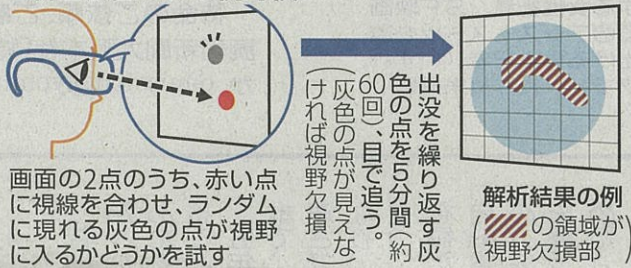 画面の2点のうち、赤い点
に視線を合わせ、ランダム
に現れる灰色の点が視野
に入るかどうかを試す
出没を繰り返す灰
色の点を5分間(約
60回)、目で追う。
(灰色の点が見えな
ければ視野欠損)
解析結果の例
(の領域が
視野欠損部)